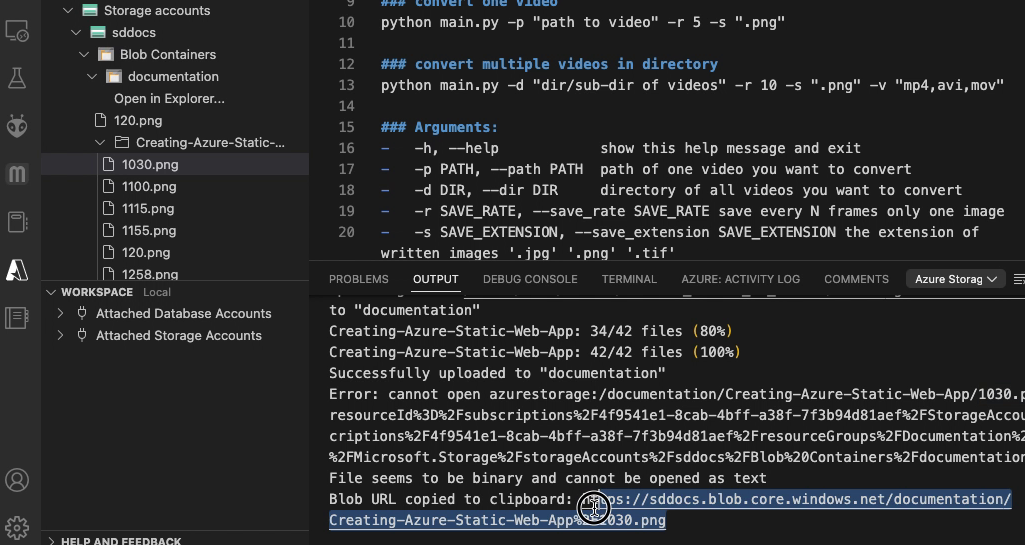 Storage accounts
sddocs
Blob Containers
documentation
Open in Explorer...
120.png
Creating-Azure-Static-...
1030.png
1100.png
1115.png
1155.png
120.png
1258.png
WORKSPACE Local
Attached Database Accounts
Attached Storage Accounts
HELP AND FEEDBACK
9 ### convert one video
10 python main.py -p "path to video" -r 5 -s ".png"
11
12 ### convert multiple videos in directory
13 python main.py -d "dir/sub-dir of videos" -r 10 -s ".png" -v "mp4,avi,mov"
14
15 ### Arguments:
16 - -h, --help show this help message and exit
17 - -p PATH, --path PATH path of one video you want to convert
18 - -d DIR, --dir DIR directory of all videos you want to convert
19 - -r SAVE_RATE, --save_rate SAVE_RATE save every N frames only one image
20 - -s SAVE_EXTENSION, --save_extension SAVE_EXTENSION the extension of
written images '.jpg' '.png' '.tif'
PROBLEMS OUTPUT DEBUG CONSOLE TERMINAL AZURE: ACTIVITY LOG COMMENTS Azure Storag
to "documentation"
Creating-Azure-Static-Web-App: 34/42 files (80%)
Creating-Azure-Static-Web-App: 42/42 files (100%)
Successfully uploaded to "documentation"
Error: cannot open azurestorage:/documentation/Creating-Azure-Static-Web-App/1030.p
resourceId%3D%2Fsubscriptions%2F4f9541e1-8cab-4bff-a38f-7f3b94d81aef%2FStorageAccou
criptions%2F4f9541e1-8cab-4bff-a38f-7f3b94d81aef%2FresourceGroups%2FDocumentation%2
%2FMicrosoft.Storage%2FstorageAccounts%2Fsddocs%2FBlob%20Containers%2Fdocumentation
File seems to be binary and cannot be opened as text
Blob URL copied to clipboard: ps://sddocs.blob.core.windows.net/documentation/
Creating-Azure-Static-Web-App% 1030.png